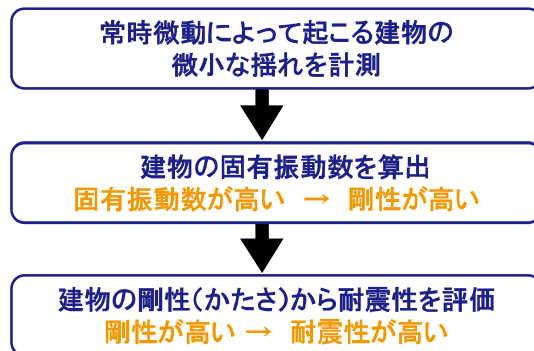 常時微動によって起こる建物の
微小な揺れを計測
建物の固有振動数を算出
固有振動数が高い → 剛性が高い
建物の剛性（かたさ）から耐震性を評価
剛性が高い → 耐震性が高い